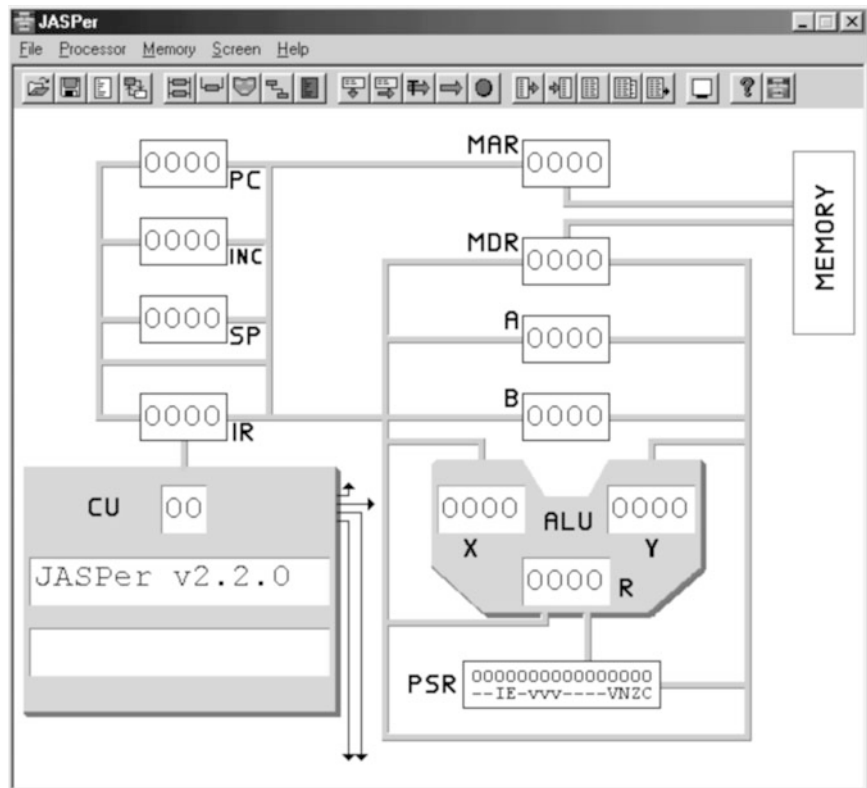 JASPer
File Processor Memory Screen Help
0000 PC
MAR 0000
0000 INC
MDR 0000
MEMORY
0000 SP
A 0000
0000 IR
B 0000
CU 00
0000 X
ALU
0000 Y
JASPer v2.2.0
0000 R
PSR 0000000000000000
--IE-vvv----VNZC